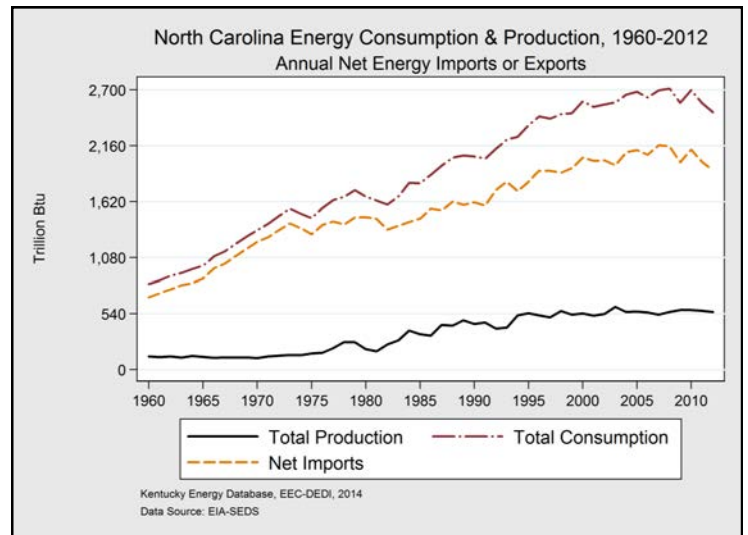 North Carolina Energy Consumption & Production, 1960-2012
Annual Net Energy Imports or Exports
Trillion Btu
2,700
2,160
1,620
1,080
540
0
1960 1965 1970 1975 1980 1985 1990 1995 2000 2005 2010
Total Production Total Consumption
Net Imports
Kentucky Energy Database, EEC-DEDI, 2014
Data Source: EIA-SEDS